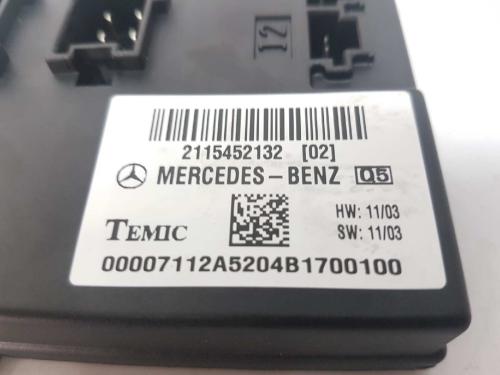 12
2115452132 [02]
MERCEDES-BENZ Q5
HW: 11/03
TEMIC
SW: 11/03
00007112A5204B1700100